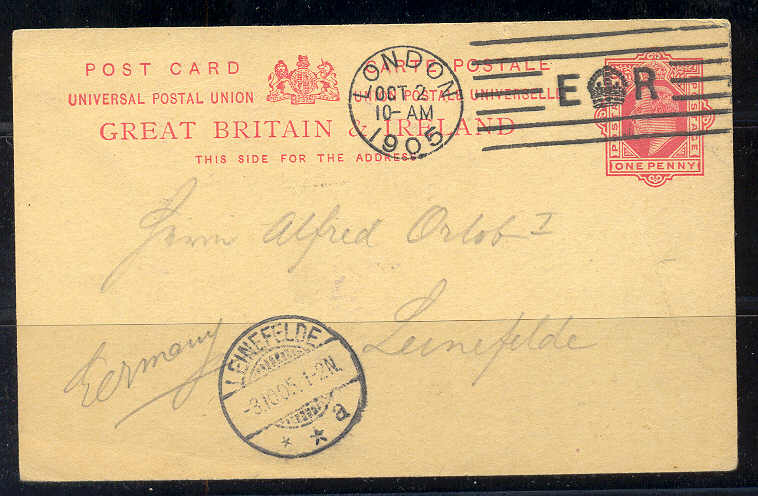 POST CARD CARTE POSTALE
UNIVERSAL POSTAL UNION UNION POSTALE UNIVERSELLE
GREAT BRITAIN & IRELAND
THIS SIDE FOR THE ADDRESS
LONDON
OCT 2
10-AM
1905
E R
POSTAGE
ONE PENNY
Herrn Alfred Orlob I
Leinefelde
Germany
LEINEFELDE
-3.10.05. 1-2N.
* * a